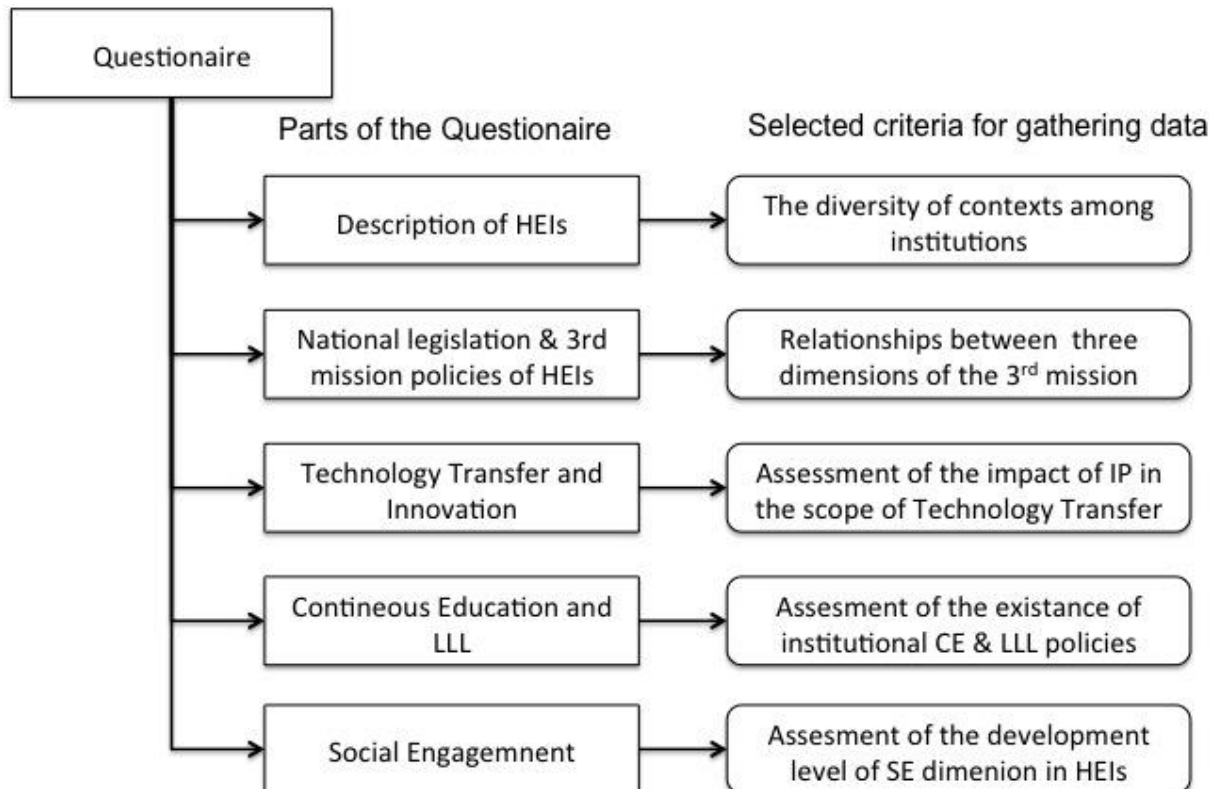 Questionaire
Parts of the Questionaire
Selected criteria for gathering data
Description of HEIs
The diversity of contexts among
institutions
National legislation & 3rd
mission policies of HEIs
Relationships between three
dimensions of the 3rd mission
Technology Transfer and
Innovation
Assessment of the impact of IP in
the scope of Technology Transfer
Contineous Education and
LLL
Assesment of the existance of
institutional CE & LLL policies
Social Engagemnent
Assesment of the development
level of SE dimenion in HEIs